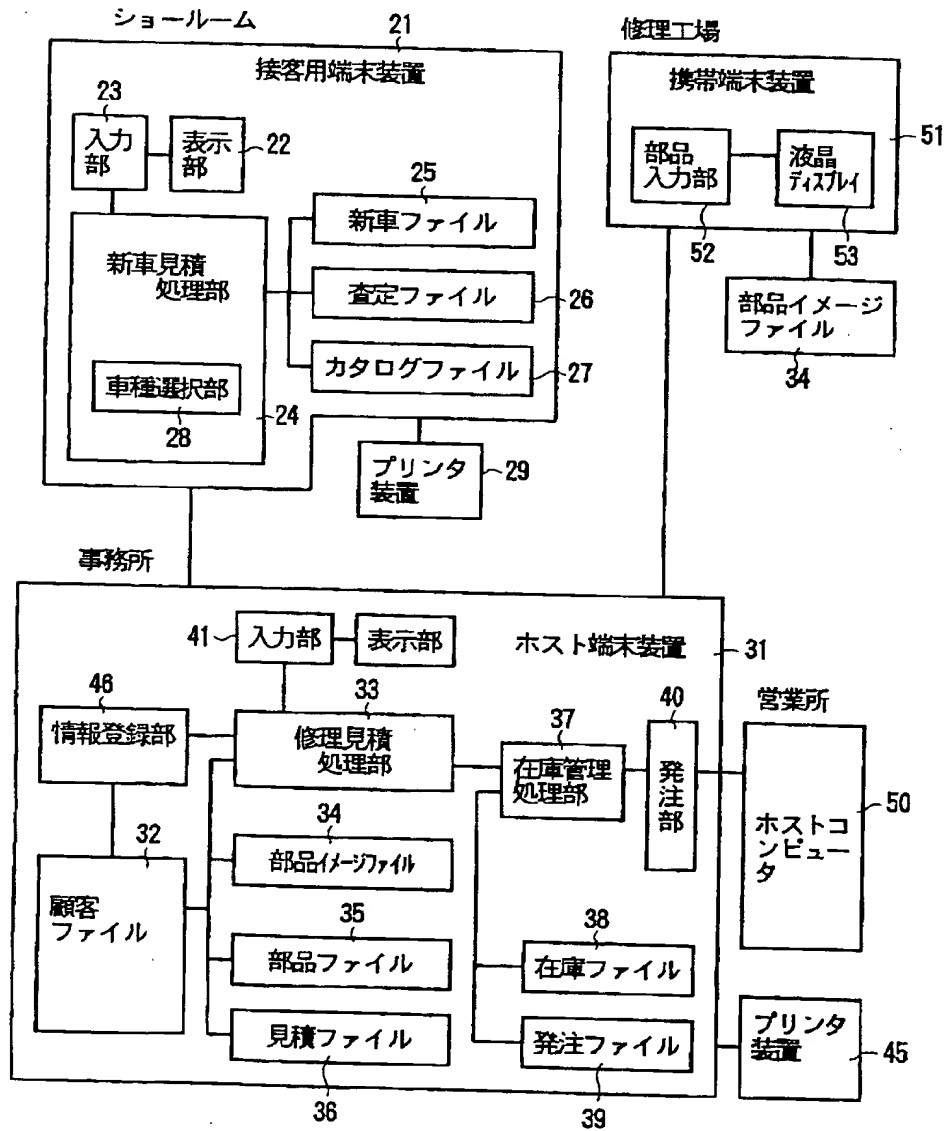 ショールーム
21
接客用端末装置
23
入力
部
表示
部
22
新車見積
処理部
車種選択部
28
24
25
新車ファイル
査定ファイル
26
カタログファイル
27
プリンタ
装置
29
修理工場
携帯端末装置
51
部品
入力部
52
液晶
ディスプレイ
53
部品イメージ
ファイル
34
事務所
ホスト端末装置
31
41
入力部
表示部
46
情報登録部
33
修理見積
処理部
37
在庫管理
処理部
40
発注部
32
顧客
ファイル
34
部品イメージファイル
35
部品ファイル
見積ファイル
36
38
在庫ファイル
発注ファイル
39
営業所
ホストコ
ンピュー
タ
50
プリンタ
装置
45